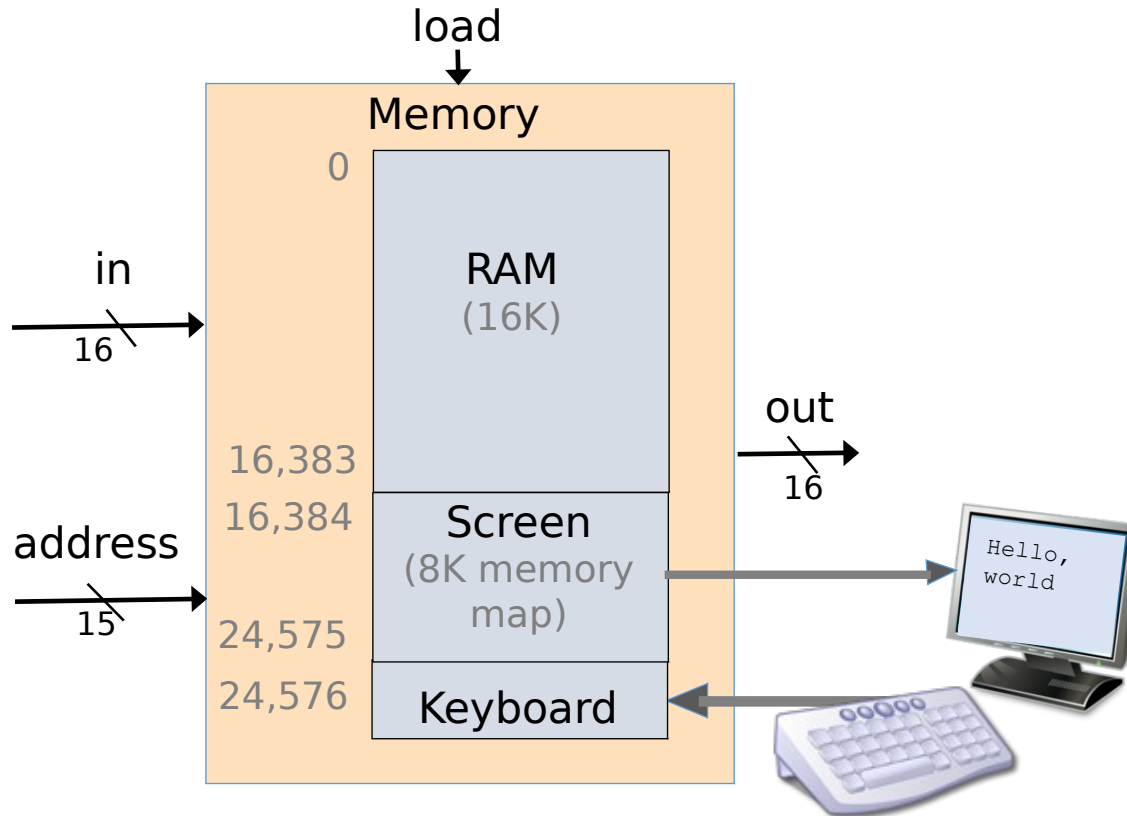 load
Memory
0
in
16
RAM
(16K)
16,383
out
16
16,384
Screen
(8K memory
map)
address
15
24,575
24,576
Keyboard
Hello,
world